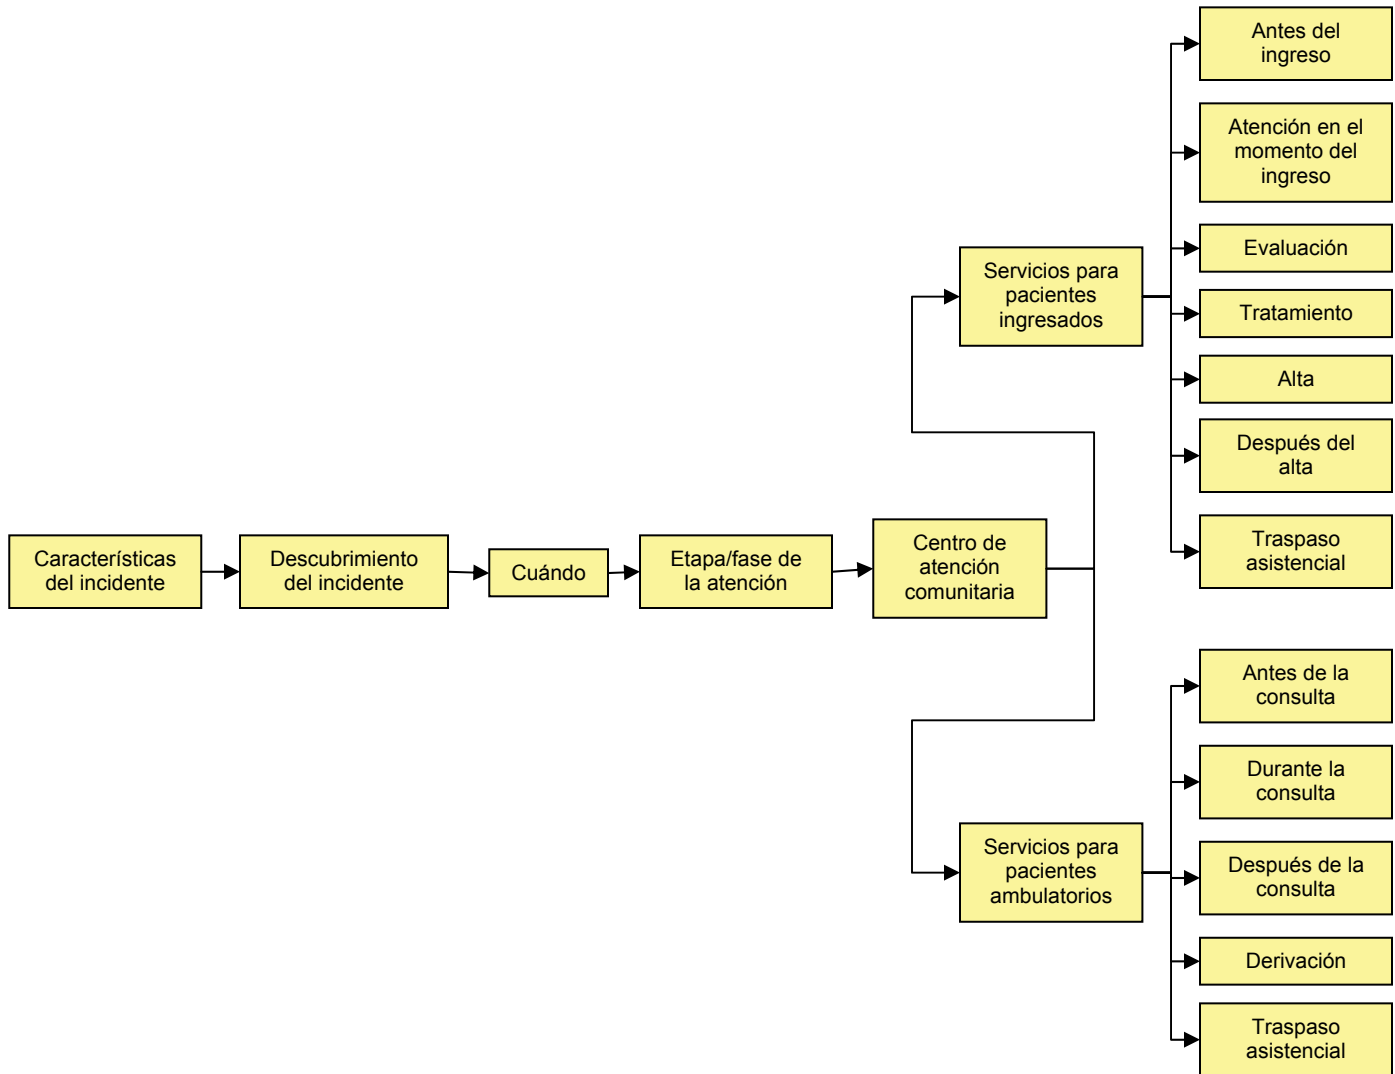 Características
del incidente
Descubrimiento
del incidente
Cuándo
Etapa/fase de
la atención
Centro de
atención
comunitaria
Servicios para
pacientes
ingresados
Antes del
ingreso
Atención en el
momento del
ingreso
Evaluación
Tratamiento
Alta
Después del
alta
Traspaso
asistencial
Servicios para
pacientes
ambulatorios
Antes de la
consulta
Durante la
consulta
Después de la
consulta
Derivación
Traspaso
asistencial